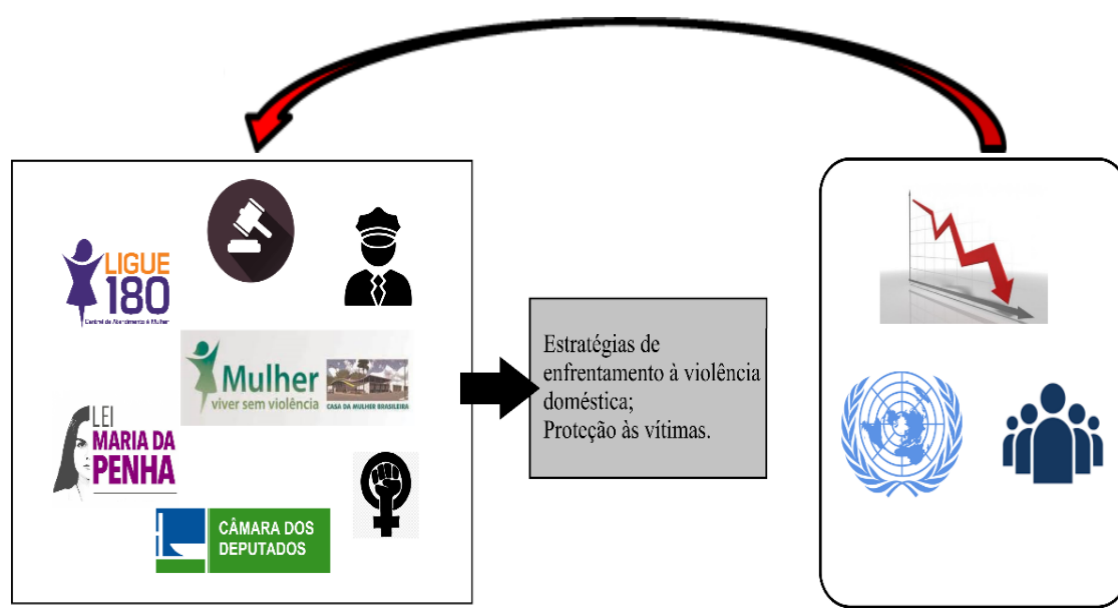 LIGUE
180
Central de Atendimento à Mulher
Mulher
viver sem violência
CASA DA MULHER BRASILEIRA
LEI
MARIA DA
PENHA
CÂMARA DOS
DEPUTADOS
Estratégias de
enfrentamento à violência
doméstica;
Proteção às vítimas.